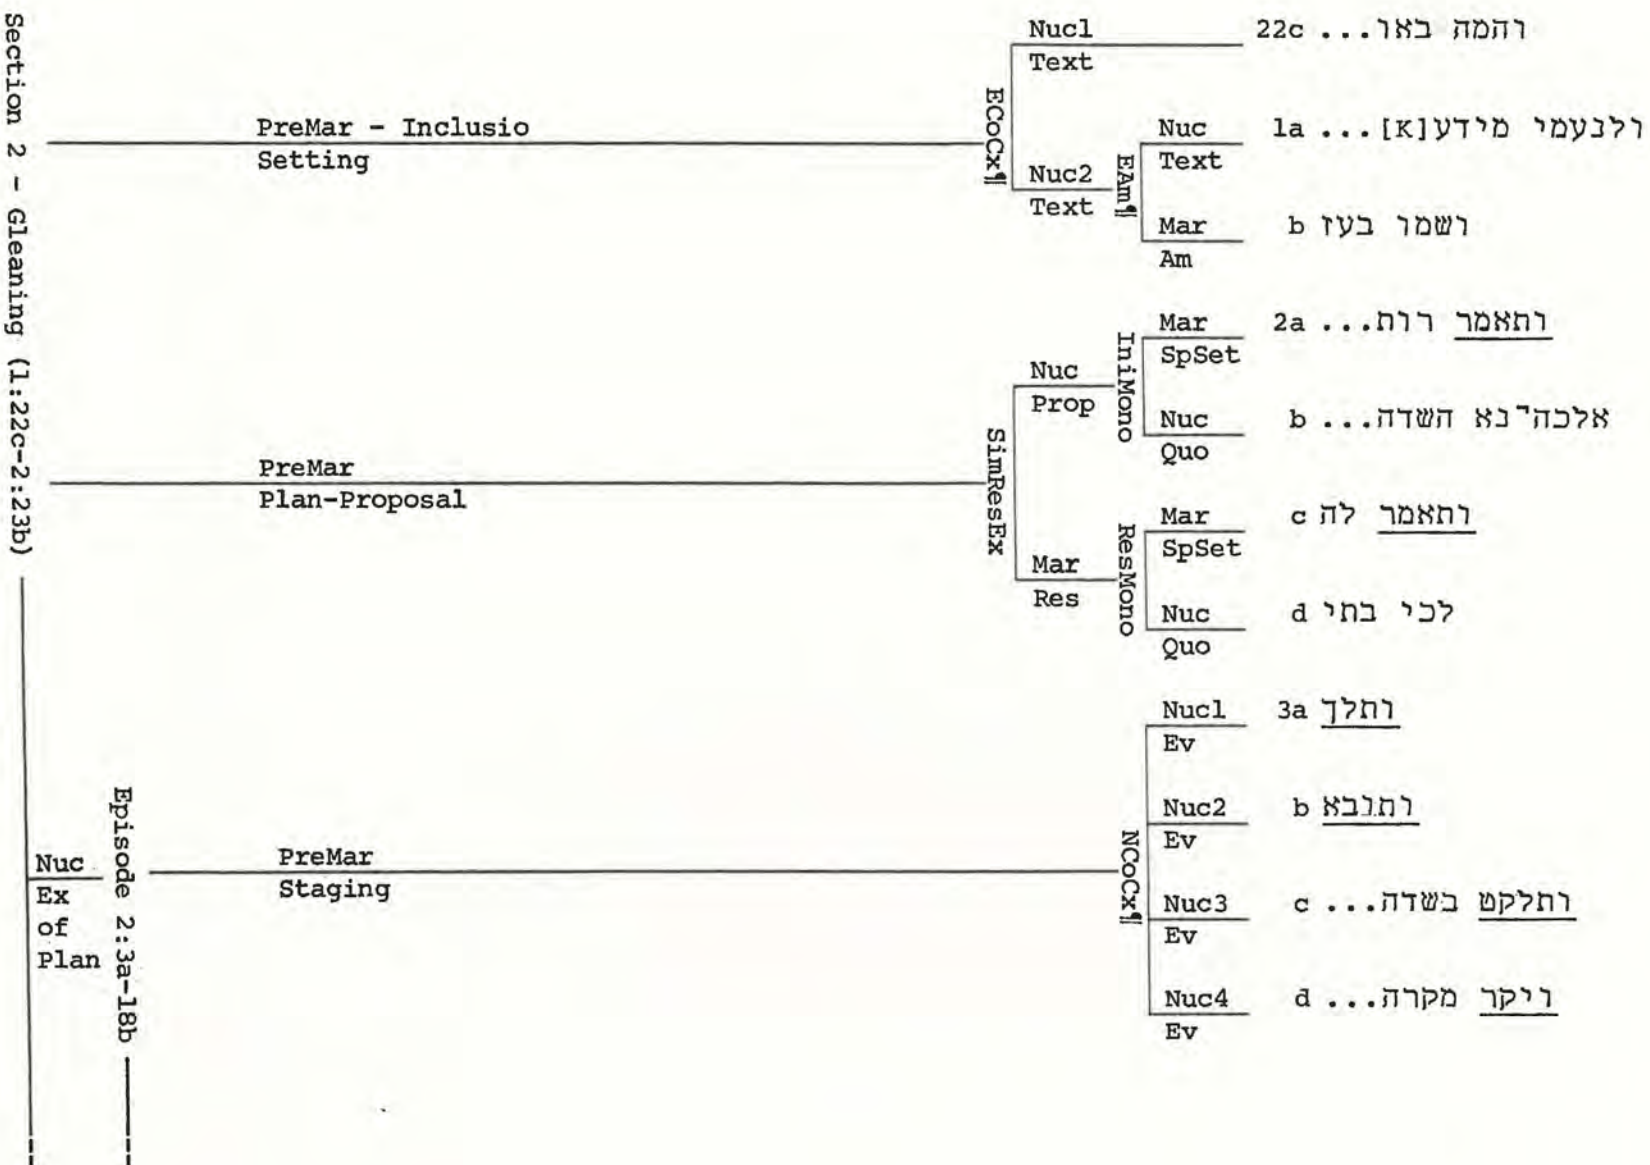 Section 2 - Gleaning (1:22c-2:23b)
PreMar - Inclusio
Setting
ECoCx¶
Nuc1
Text
22c והמה באו...
Nuc2
Text
EAm¶
Nuc
Text
1a ולנעמי מידע[K]...
Mar
Am
b ושמו בעז
PreMar
Plan-Proposal
SimResEx
Nuc
Prop
IniMono
Mar
SpSet
2a ותאמר רות...
Nuc
Quo
b אלכה־נא השדה...
Mar
Res
ResMono
Mar
SpSet
c ותאמר לה
Nuc
Quo
d לכי בתי
Nuc
Ex
of
Plan
Episode 2:3a-18b
PreMar
Staging
NCoCx¶
Nuc1
Ev
3a ותלך
Nuc2
Ev
b ותבוא
Nuc3
Ev
c ותלקט בשדה...
Nuc4
Ev
d ויקר מקרה...